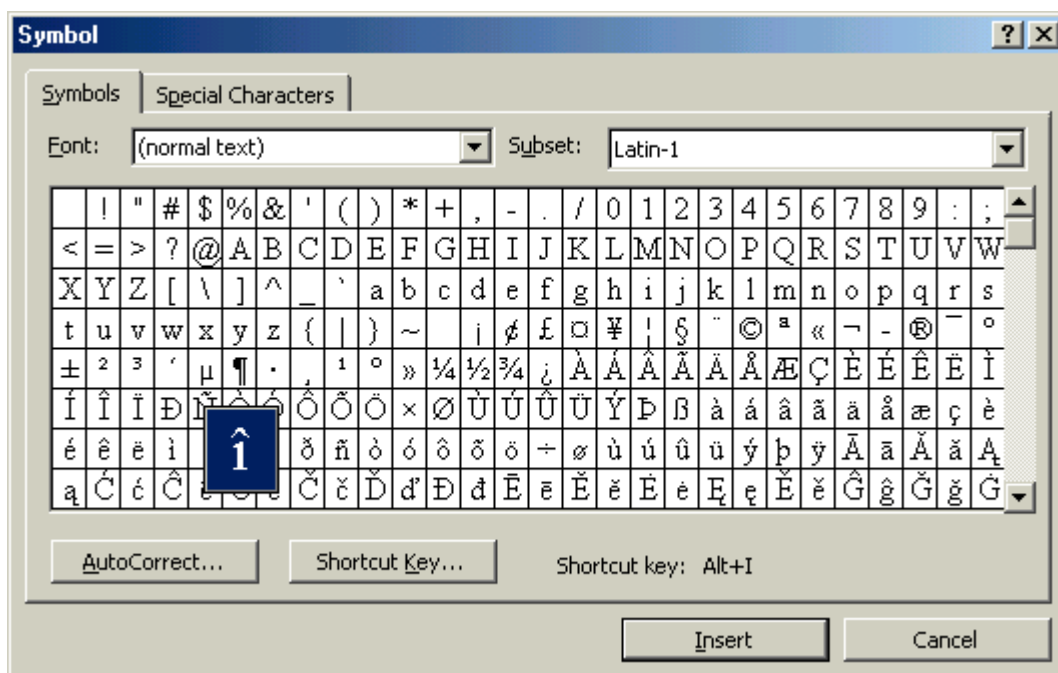 Symbol
Symbols Special Characters
Font: (normal text) Subset: Latin-1
! " # $ % & ' ( ) * + , - . / 0 1 2 3 4 5 6 7 8 9 : ;
< = > ? @ A B C D E F G H I J K L M N O P Q R S T U V W
X Y Z [ \ ] ^ _ ` a b c d e f g h i j k l m n o p q r s
t u v w x y z { | } ~ ¡ ¢ £ ¤ ¥ ¦ § ¨ © ª « ¬ - ® ¯ °
± ² ³ ´ µ ¶ · ¸ ¹ º » ¼ ½ ¾ ¿ À Á Â Ã Ä Å Æ Ç È É Ê Ë Ì
Í Î Ï Ð Ñ Ò Ó Ô Õ Ö × Ø Ù Ú Û Ü Ý Þ ß à á â ã ä å æ ç è
é ê ë ì î ð ñ ò ó ô õ ö ÷ ø ù ú û ü ý þ ÿ Ā ā Ă ă Ą
ą Ć ć Ĉ Č č Ď ď Đ đ Ē ē Ĕ ĕ Ė ė Ę ę Ě ě Ĝ ĝ Ğ ğ Ġ
AutoCorrect... Shortcut Key... Shortcut key: Alt+I
Insert Cancel